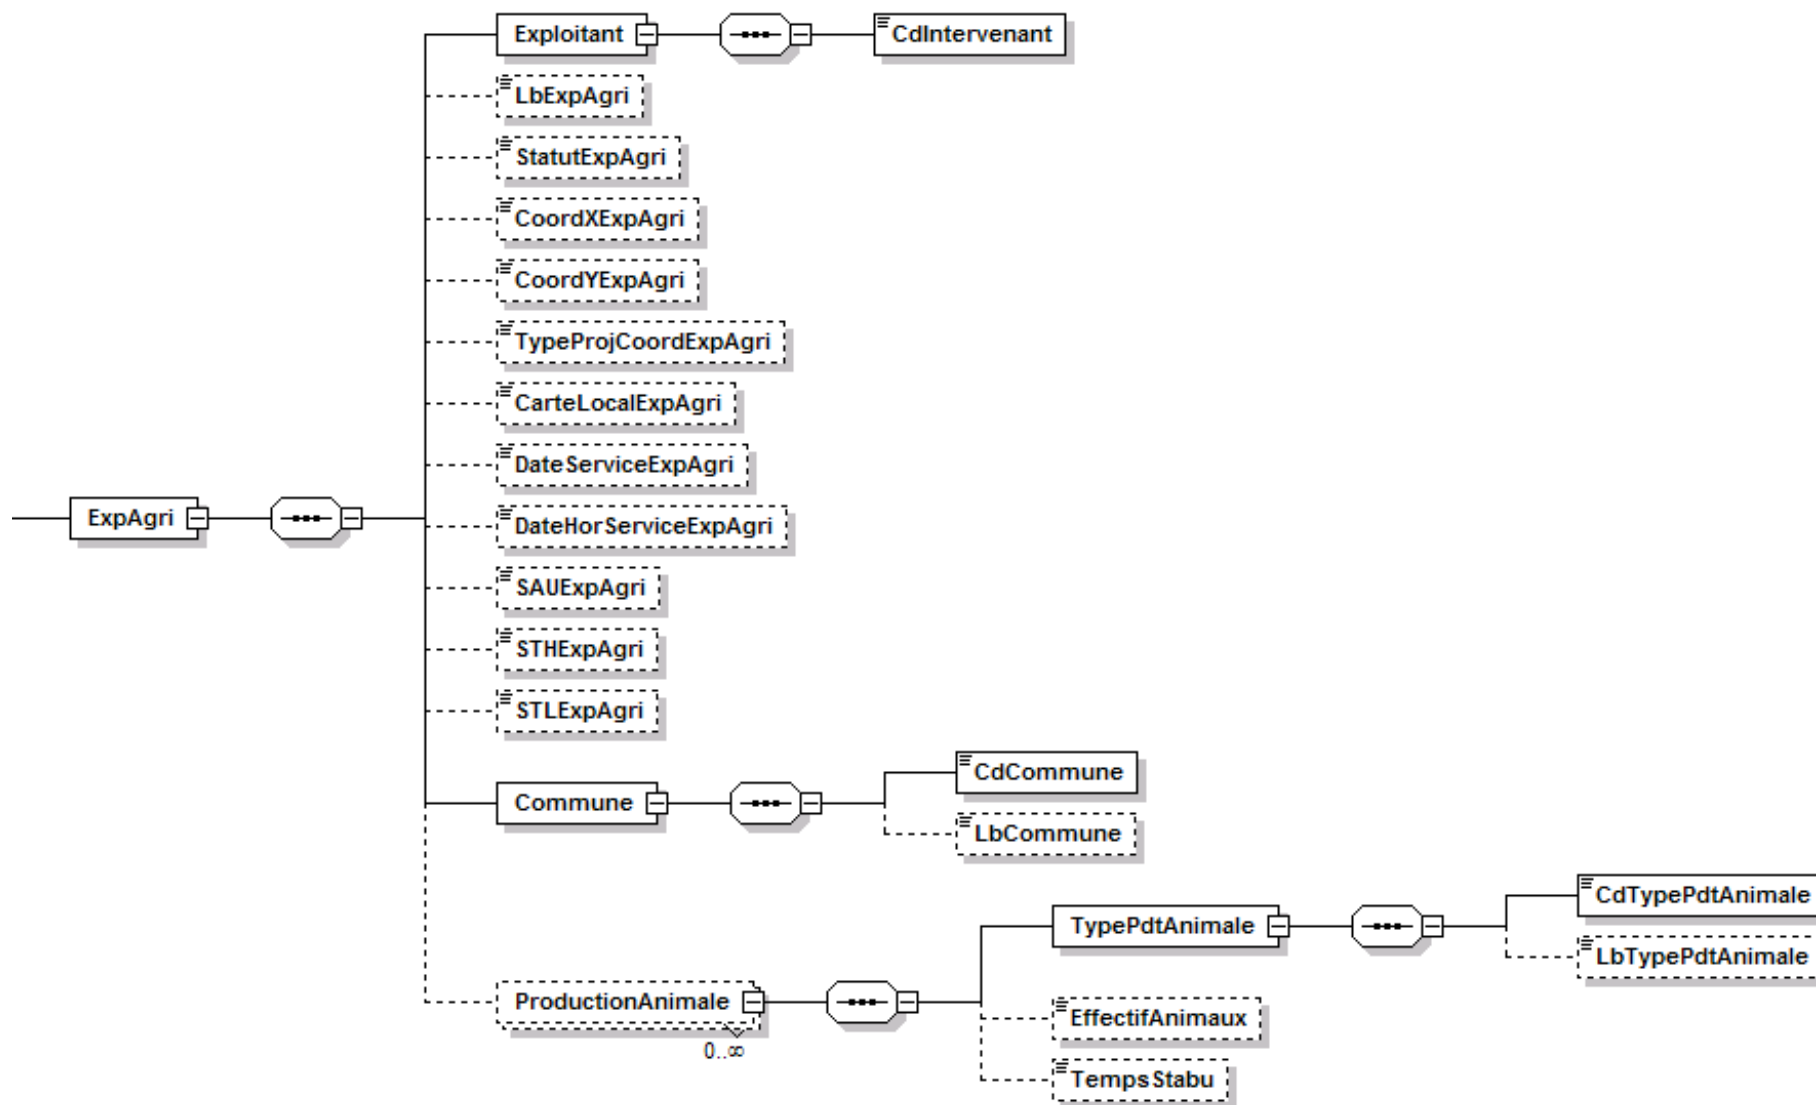 Exploitant
CdIntervenant
LbExpAgri
StatutExpAgri
CoordXExpAgri
CoordYExpAgri
TypeProjCoordExpAgri
CarteLocalExpAgri
DateServiceExpAgri
ExpAgri
DateHorServiceExpAgri
SAUExpAgri
STHExpAgri
STLExpAgri
CdCommune
Commune
LbCommune
CdTypePdtAnimale
TypePdtAnimale
LbTypePdtAnimale
ProductionAnimale
0..∞
EffectifAnimaux
TempsStabu